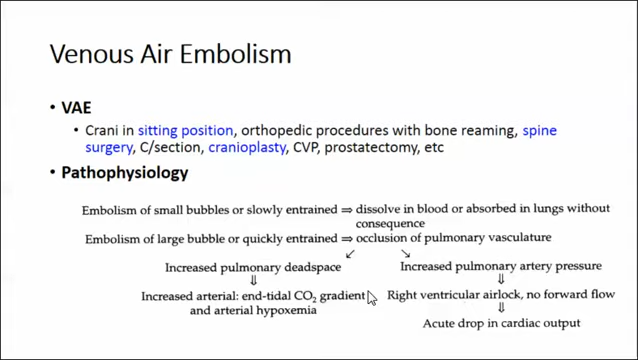 Venous Air Embolism
• VAE
• Crani in sitting position, orthopedic procedures with bone reaming, spine
surgery, C/section, cranioplasty, CVP, prostatectomy, etc
• Pathophysiology
Embolism of small bubbles or slowly entrained ⇒ dissolve in blood or absorbed in lungs without
consequence
Embolism of large bubble or quickly entrained ⇒ occlusion of pulmonary vasculature
⇙ ⇘
Increased pulmonary deadspace
⇓
Increased arterial: end-tidal CO₂ gradient
and arterial hypoxemia
Increased pulmonary artery pressure
⇓
Right ventricular airlock, no forward flow
⇓
Acute drop in cardiac output